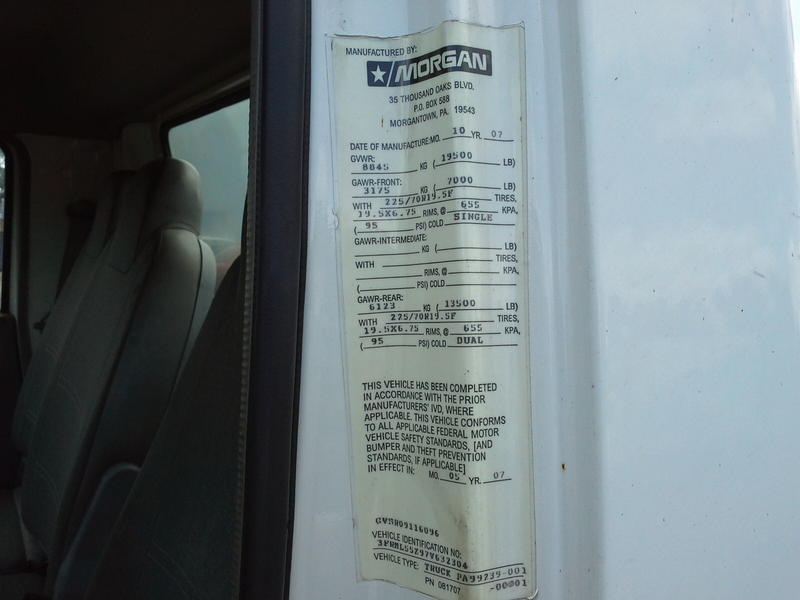 MANUFACTURED BY:
MORGAN
35 THOUSAND OAKS BLVD.
P.O. BOX 588
MORGANTOWN, PA. 19543
DATE OF MANUFACTURE: MO. 10 YR. 07
GVWR:
8845 KG ( 19500 LB)
GAWR-FRONT:
3175 KG ( 7000 LB)
WITH 225/70R19.5F TIRES,
19.5X6.75 RIMS, @ 655 KPA,
( 95 PSI) COLD SINGLE
GAWR-INTERMEDIATE:
KG ( LB)
WITH TIRES,
RIMS, @ KPA,
( PSI) COLD
GAWR-REAR:
6123 KG ( 13500 LB)
WITH 225/70R19.5F TIRES,
19.5X6.75 RIMS, @ 655 KPA,
( 95 PSI) COLD DUAL
THIS VEHICLE HAS BEEN COMPLETED
IN ACCORDANCE WITH THE PRIOR
MANUFACTURERS' IVD, WHERE
APPLICABLE. THIS VEHICLE CONFORMS
TO ALL APPLICABLE FEDERAL MOTOR
VEHICLE SAFETY STANDARDS, [AND
BUMPER AND THEFT PREVENTION
STANDARDS, IF APPLICABLE]
IN EFFECT IN: MO. 05 YR. 07
VEHICLE IDENTIFICATION NO:
VEHICLE TYPE: TRUCK PA99239-001
PN 081707 -00001